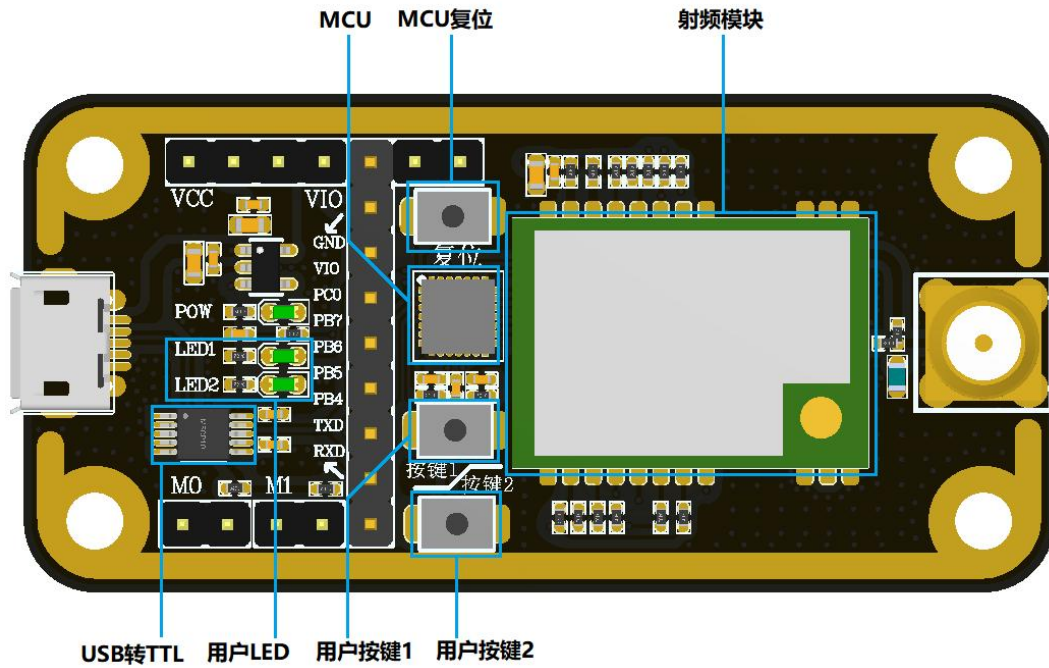 MCU
MCU复位
射频模块
VCC
VIO
GND
复位
VIO
PC0
POW
PB7
LED1
PB6
PB5
LED2
PB4
TXD
RXD
按键1
按键2
M0
M1
USB转TTL
用户LED
用户按键1
用户按键2